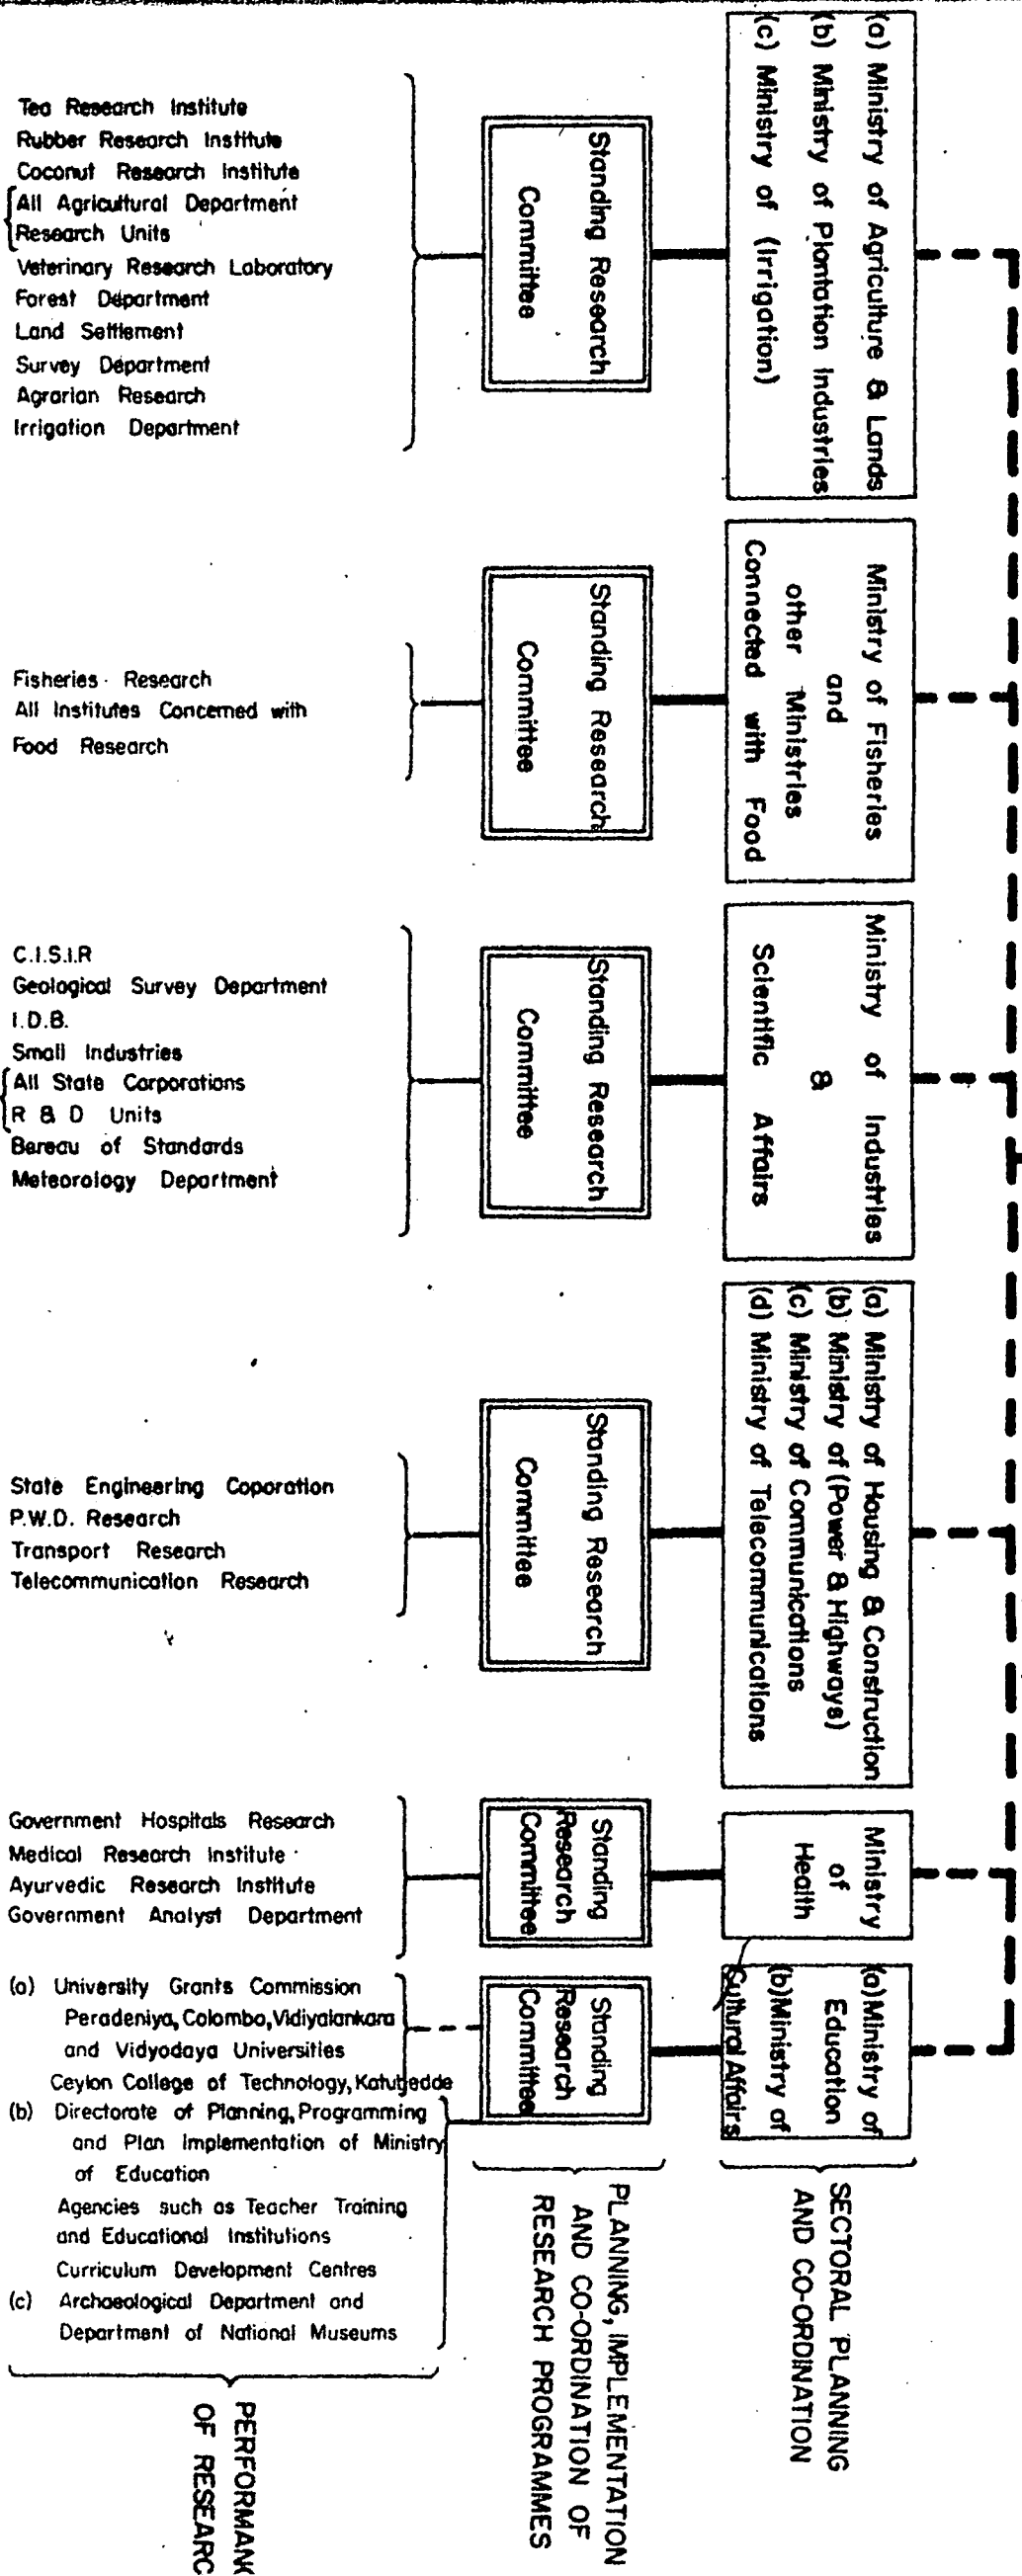 (a) Ministry of Agriculture & Lands
(b) Ministry of Plantation Industries
(c) Ministry of (Irrigation)
Standing Research
Committee
Tea Research Institute
Rubber Research Institute
Coconut Research Institute
All Agricultural Department
Research Units
Veterinary Research Laboratory
Forest Department
Land Settlement
Survey Department
Agrarian Research
Irrigation Department
Ministry of Fisheries
and
other Ministries
Connected with Food
Standing Research
Committee
Fisheries Research
All Institutes Concerned with
Food Research
Ministry of Industries
&
Scientific Affairs
Standing Research
Committee
C.I.S.I.R
Geological Survey Department
I.D.B.
Small Industries
All State Corporations
R & D Units
Bereau of Standards
Meteorology Department
(a) Ministry of Housing & Construction
(b) Ministry of (Power & Highways)
(c) Ministry of Communications
(d) Ministry of Telecommunications
Standing Research
Committee
State Engineering Coporation
P.W.D. Research
Transport Research
Telecommunication Research
Ministry
of
Health
Standing
Research
Committee
Government Hospitals Research
Medical Research Institute
Ayurvedic Research Institute
Government Analyst Department
(a) Ministry of
Education
(b) Ministry of
Cultural Affairs
Standing
Research
Committee
(a) University Grants Commission
Peradeniya, Colombo, Vidiyalankara
and Vidyodaya Universities
Ceylon College of Technology, Katubedde
(b) Directorate of Planning, Programming
and Plan Implementation of Ministry
of Education
Agencies such as Teacher Training
and Educational Institutions
Curriculum Development Centres
(c) Archaeological Department and
Department of National Museums
SECTORAL PLANNING
AND CO-ORDINATION
PLANNING, IMPLEMENTATION
AND CO-ORDINATION OF
RESEARCH PROGRAMMES
PERFORMANC
OF RESEARC